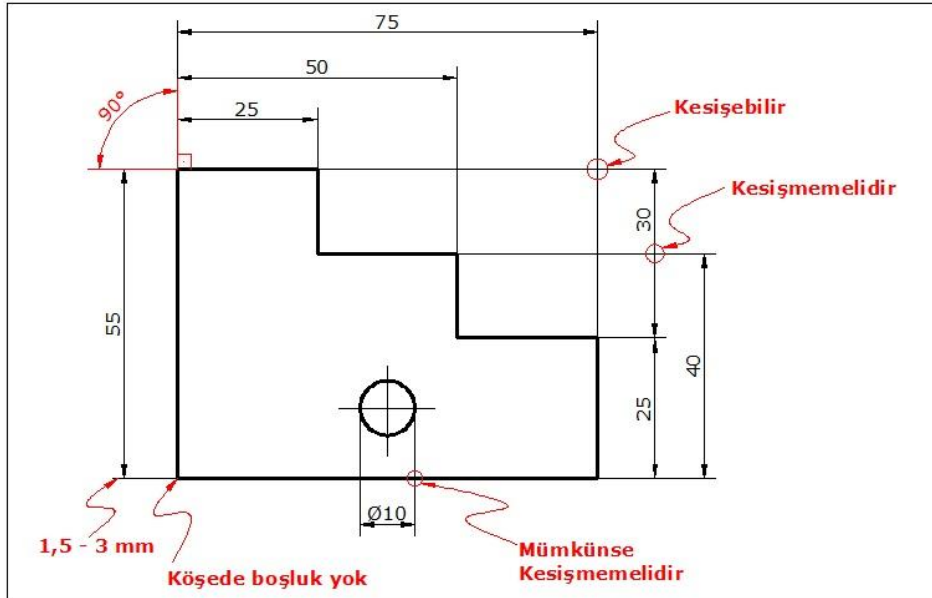 75
50
25
90°
Kesişebilir
Kesişmemelidir
30
55
40
25
Ø10
1,5 - 3 mm
Köşede boşluk yok
Mümkünse
Kesişmemelidir